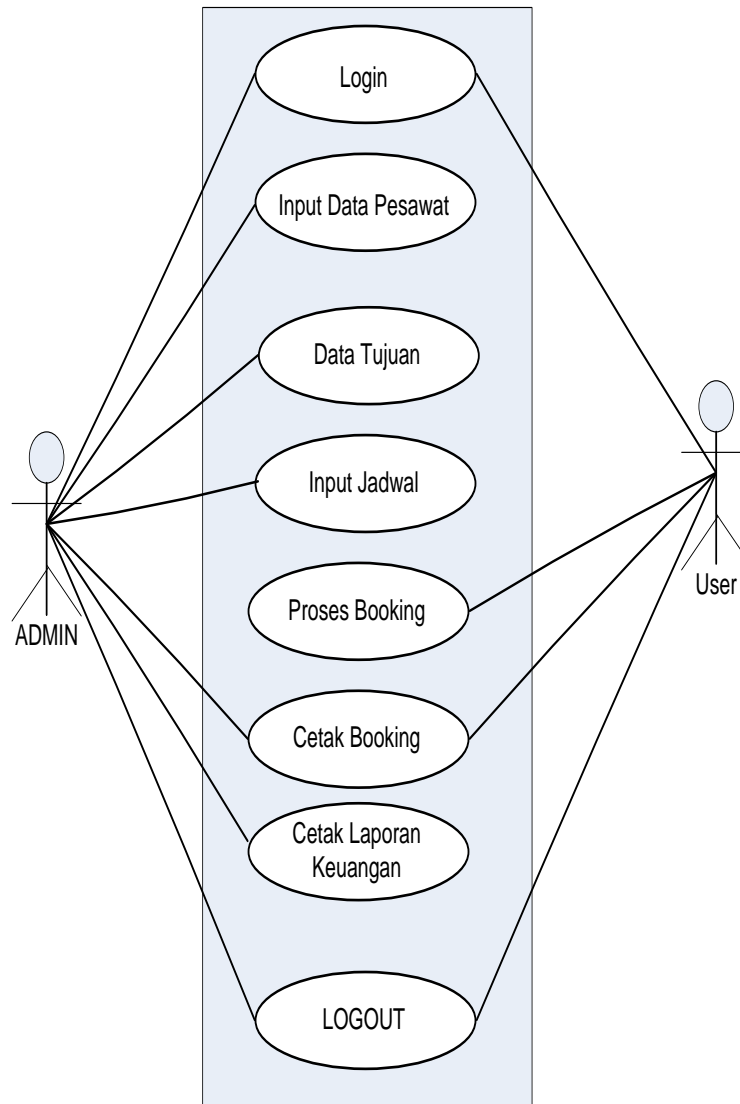 Login
Input Data Pesawat
Data Tujuan
Input Jadwal
Proses Booking
Cetak Booking
Cetak Laporan
Keuangan
LOGOUT
ADMIN
User